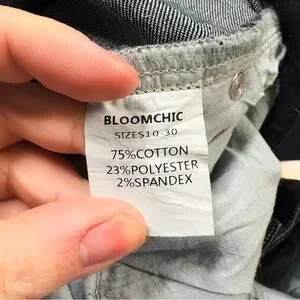 BLOOMCHIC
SIZES10-30
75%COTTON
23%POLYESTER
2%SPANDEX